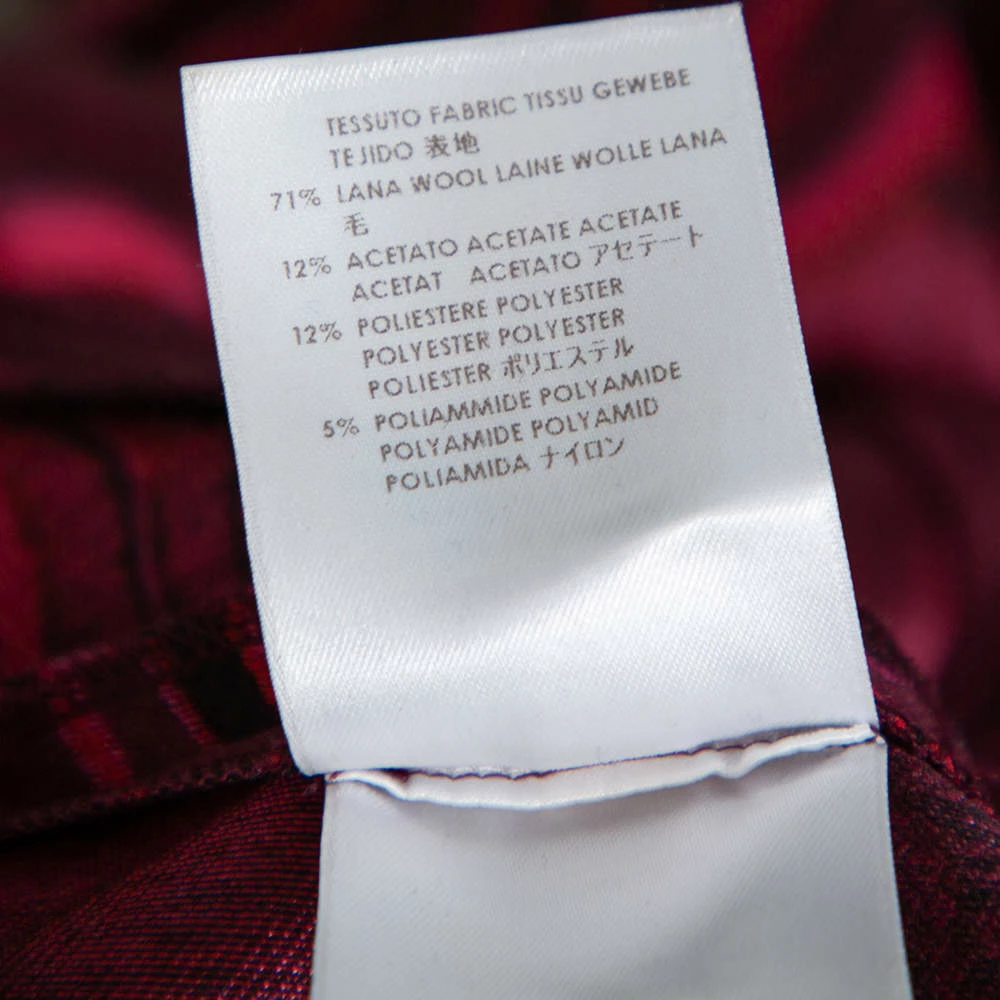 TESSUTO FABRIC TISSU GEWEBE
TEJIDO 表地
71% LANA WOOL LAINE WOLLE LANA
毛
12% ACETATO ACETATE ACETATE
ACETAT ACETATO アセテート
12% POLIESTERE POLYESTER
POLYESTER POLYESTER
POLIESTER ポリエステル
5% POLIAMMIDE POLYAMIDE
POLYAMIDE POLYAMID
POLIAMIDA ナイロン